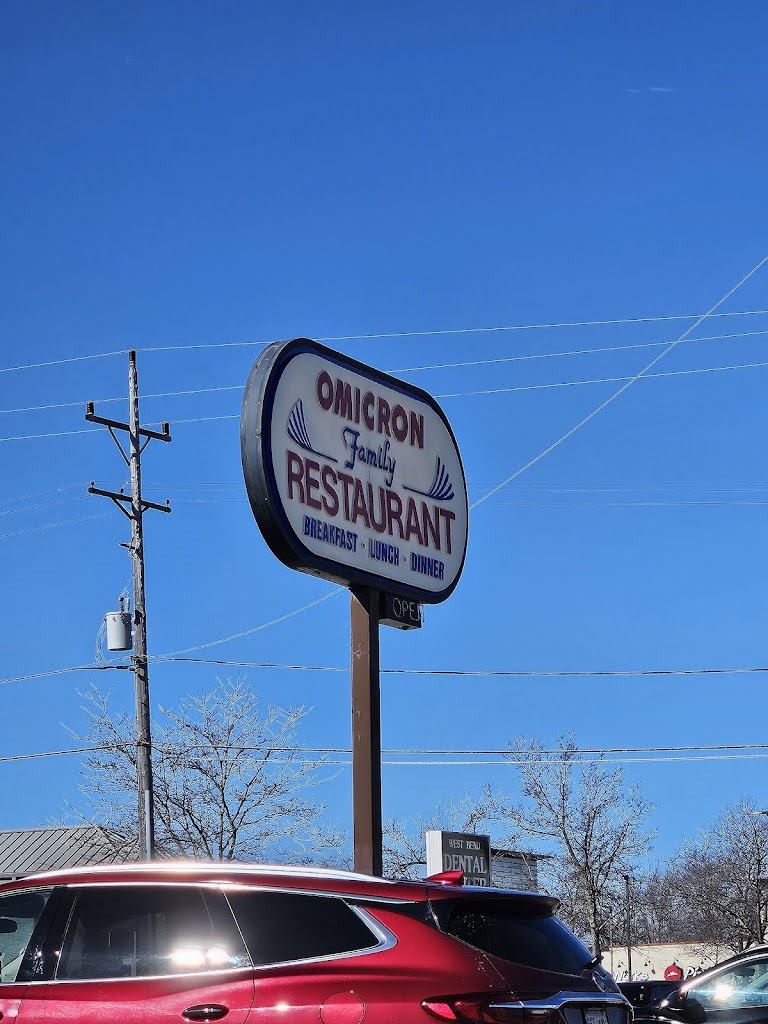 OMICRON
Family
RESTAURANT
BREAKFAST · LUNCH · DINNER
OPEN
WEST BEND
DENTAL